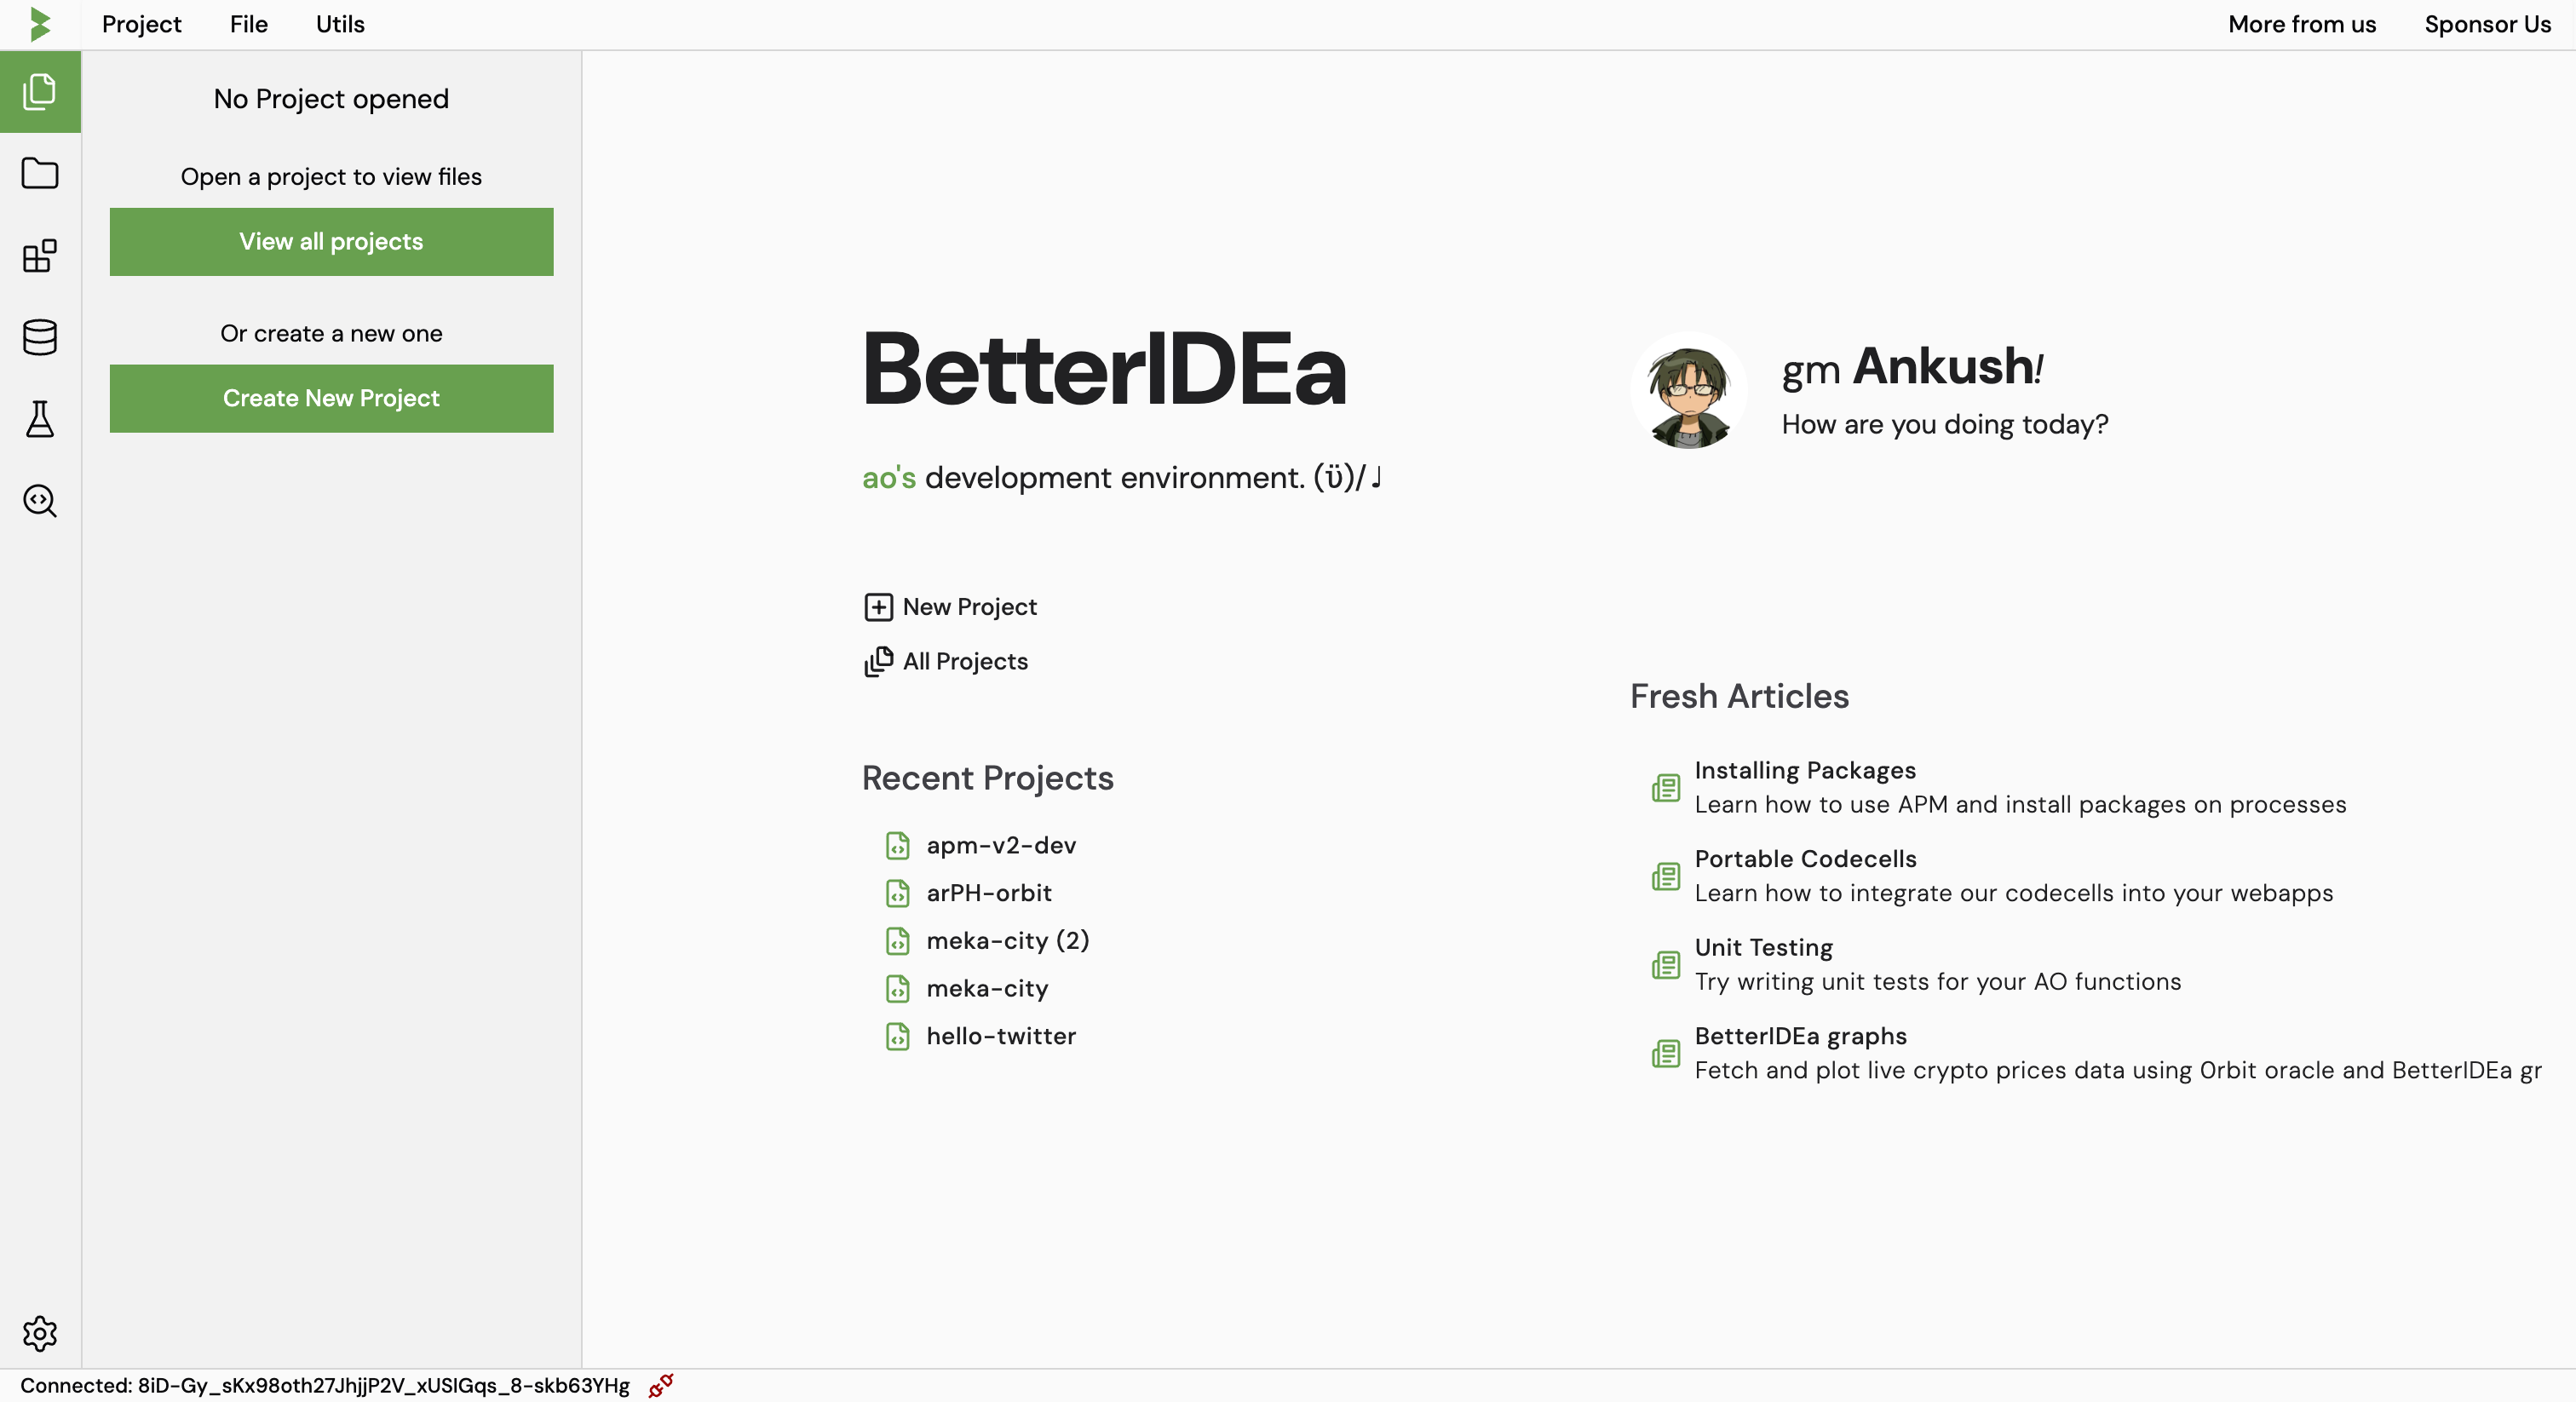 Project File Utils More from us Sponsor Us
No Project opened
Open a project to view files
View all projects
Or create a new one
Create New Project
BetterIDEa
ao's development environment. (ϋ)/♩
New Project
All Projects
Recent Projects
apm-v2-dev
arPH-orbit
meka-city (2)
meka-city
hello-twitter
gm Ankush!
How are you doing today?
Fresh Articles
Installing Packages
Learn how to use APM and install packages on processes
Portable Codecells
Learn how to integrate our codecells into your webapps
Unit Testing
Try writing unit tests for your AO functions
BetterIDEa graphs
Fetch and plot live crypto prices data using 0rbit oracle and BetterIDEa gr
Connected: 8iD-Gy_sKx98oth27JhjjP2V_xUSIGqs_8-skb63YHg